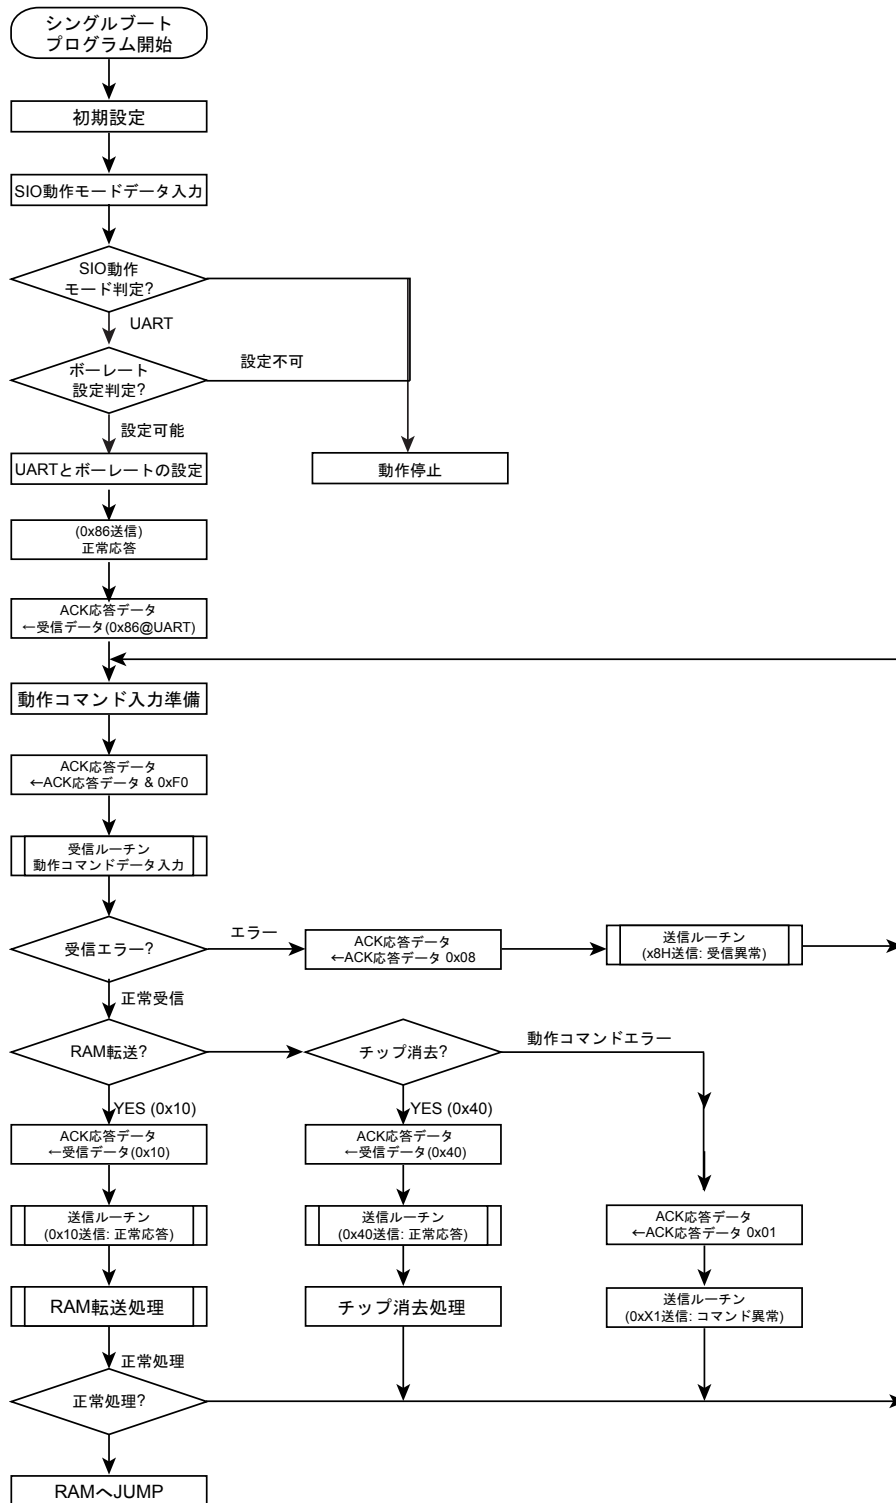 シングルブート
プログラム開始
初期設定
SIO動作モードデータ入力
SIO動作
モード判定?
UART
ボーレート
設定判定?
設定不可
設定可能
UARTとボーレートの設定
動作停止
(0x86送信)
正常応答
ACK応答データ
←受信データ(0x86@UART)
動作コマンド入力準備
ACK応答データ
←ACK応答データ & 0xF0
受信ルーチン
動作コマンドデータ入力
受信エラー?
エラー
ACK応答データ
←ACK応答データ 0x08
送信ルーチン
(x8H送信: 受信異常)
正常受信
RAM転送?
チップ消去?
動作コマンドエラー
YES (0x10)
YES (0x40)
ACK応答データ
←受信データ(0x10)
ACK応答データ
←受信データ(0x40)
送信ルーチン
(0x10送信: 正常応答)
送信ルーチン
(0x40送信: 正常応答)
ACK応答データ
←ACK応答データ 0x01
RAM転送処理
チップ消去処理
送信ルーチン
(0xX1送信: コマンド異常)
正常処理
正常処理?
RAMへJUMP